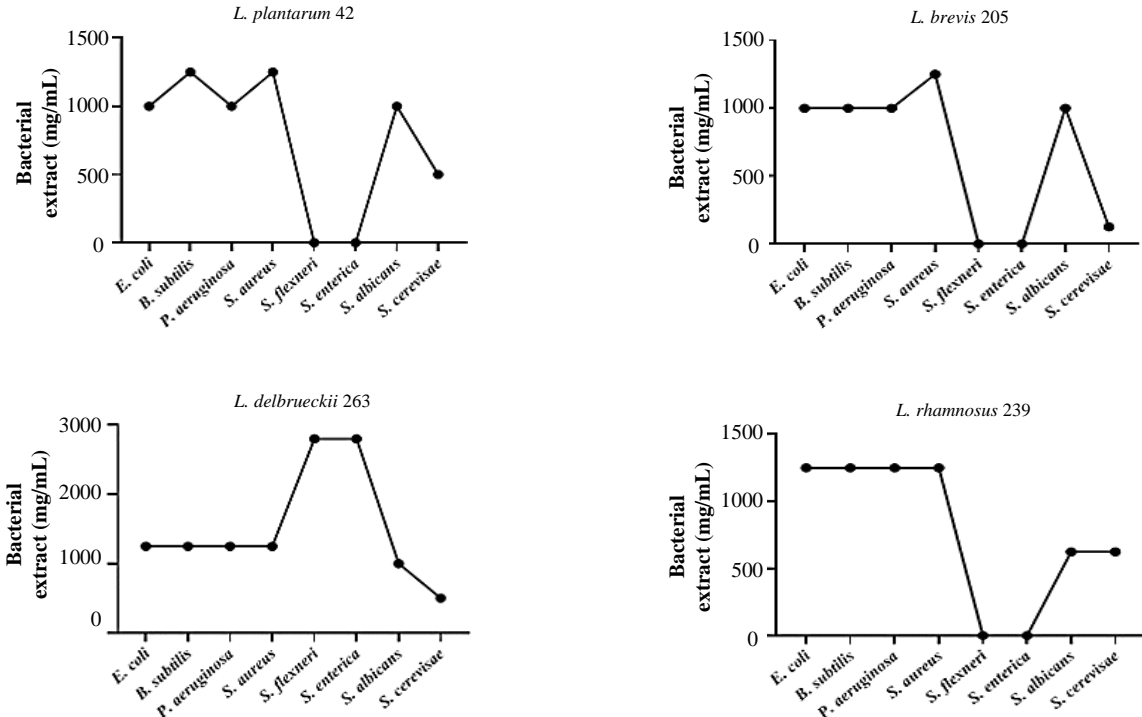 L. plantarum 42
Bacterial
extract (mg/mL)
1500
1000
500
0
E. coli
B. subtilis
P. aeruginosa
S. aureus
S. flexneri
S. enterica
S. albicans
S. cerevisae
L. brevis 205
Bacterial
extract (mg/mL)
1500
1000
500
0
E. coli
B. subtilis
P. aeruginosa
S. aureus
S. flexneri
S. enterica
S. albicans
S. cerevisae
L. delbrueckii 263
Bacterial
extract (mg/mL)
3000
2000
1000
0
E. coli
B. subtilis
P. aeruginosa
S. aureus
S. flexneri
S. enterica
S. albicans
S. cerevisae
L. rhamnosus 239
Bacterial
extract (mg/mL)
1500
1000
500
0
E. coli
B. subtilis
P. aeruginosa
S. aureus
S. flexneri
S. enterica
S. albicans
S. cerevisae